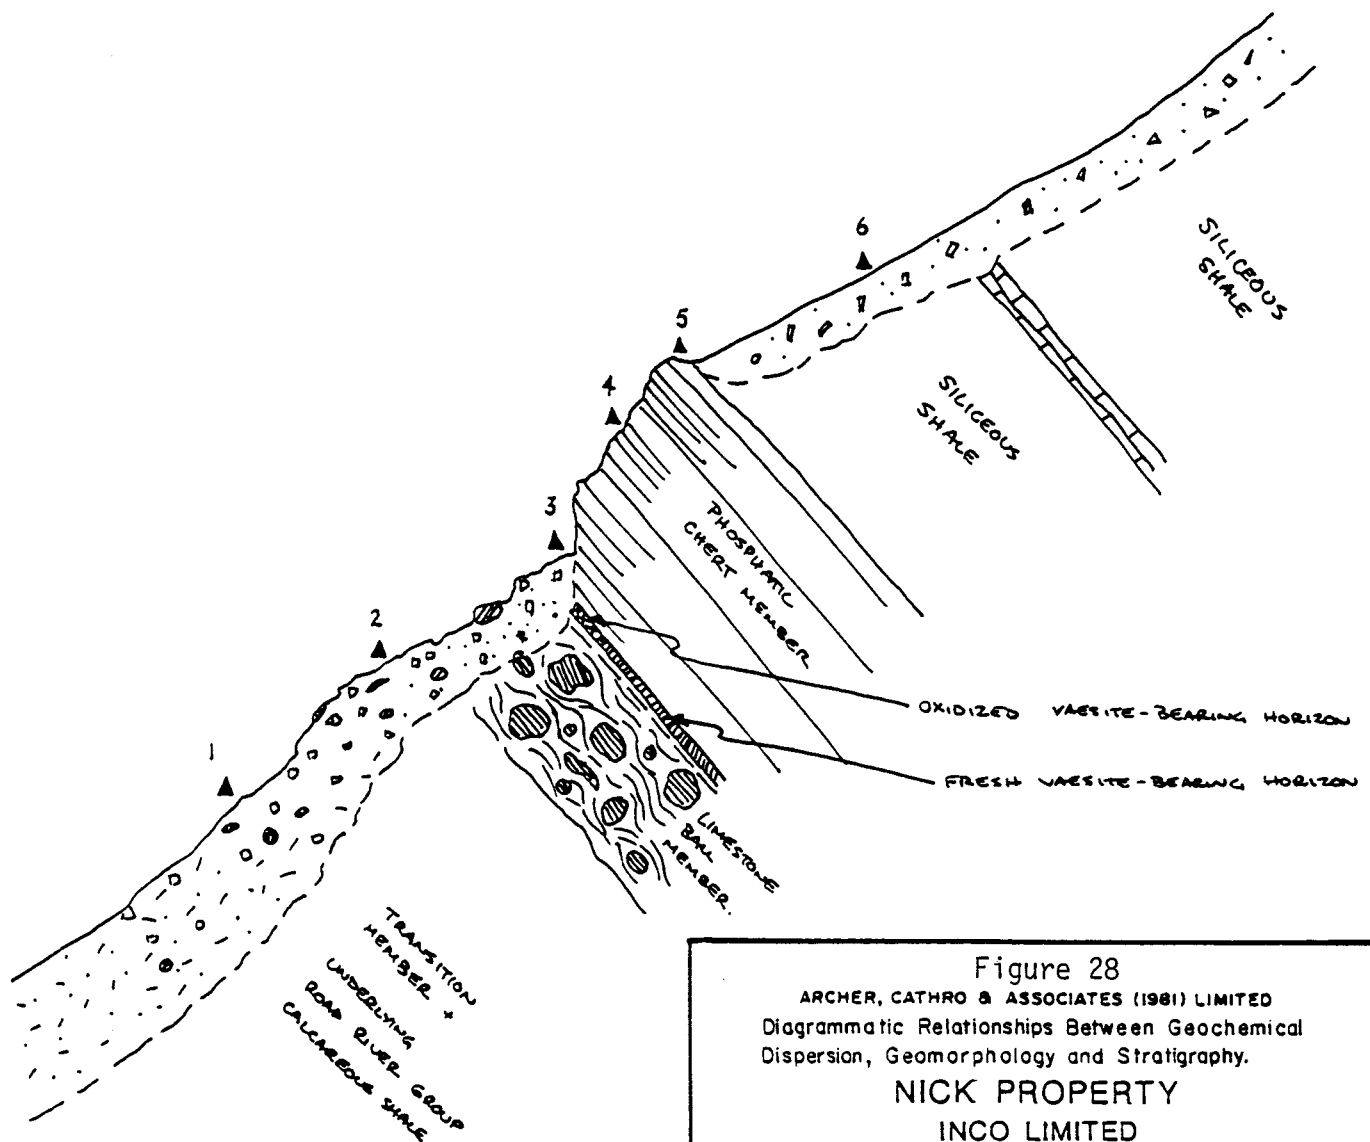 6
5
4
3
2
1
SILICEOUS
SHALE
SILICEOUS
SHALE
PHOSPHATIC
CHERT MEMBER
OXIDIZED VAESITE-BEARING HORIZON
FRESH VAESITE-BEARING HORIZON
LIMESTONE
BALL
MEMBER.
TRANSITION
MEMBER +
UNDERLYING
ROAD RIVER GROUP
CALCAREOUS SHALE
Figure 28
ARCHER, CATHRO & ASSOCIATES (1981) LIMITED
Diagrammatic Relationships Between Geochemical
Dispersion, Geomorphology and Stratigraphy.
NICK PROPERTY
INCO LIMITED